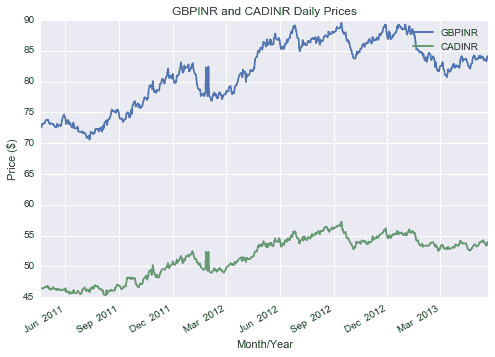 GBPINR and CADINR Daily Prices
90
85
80
75
70
65
60
55
50
45
Price ($)
GBPINR
CADINR
Jun 2011
Sep 2011
Dec 2011
Mar 2012
Jun 2012
Sep 2012
Dec 2012
Mar 2013
Month/Year